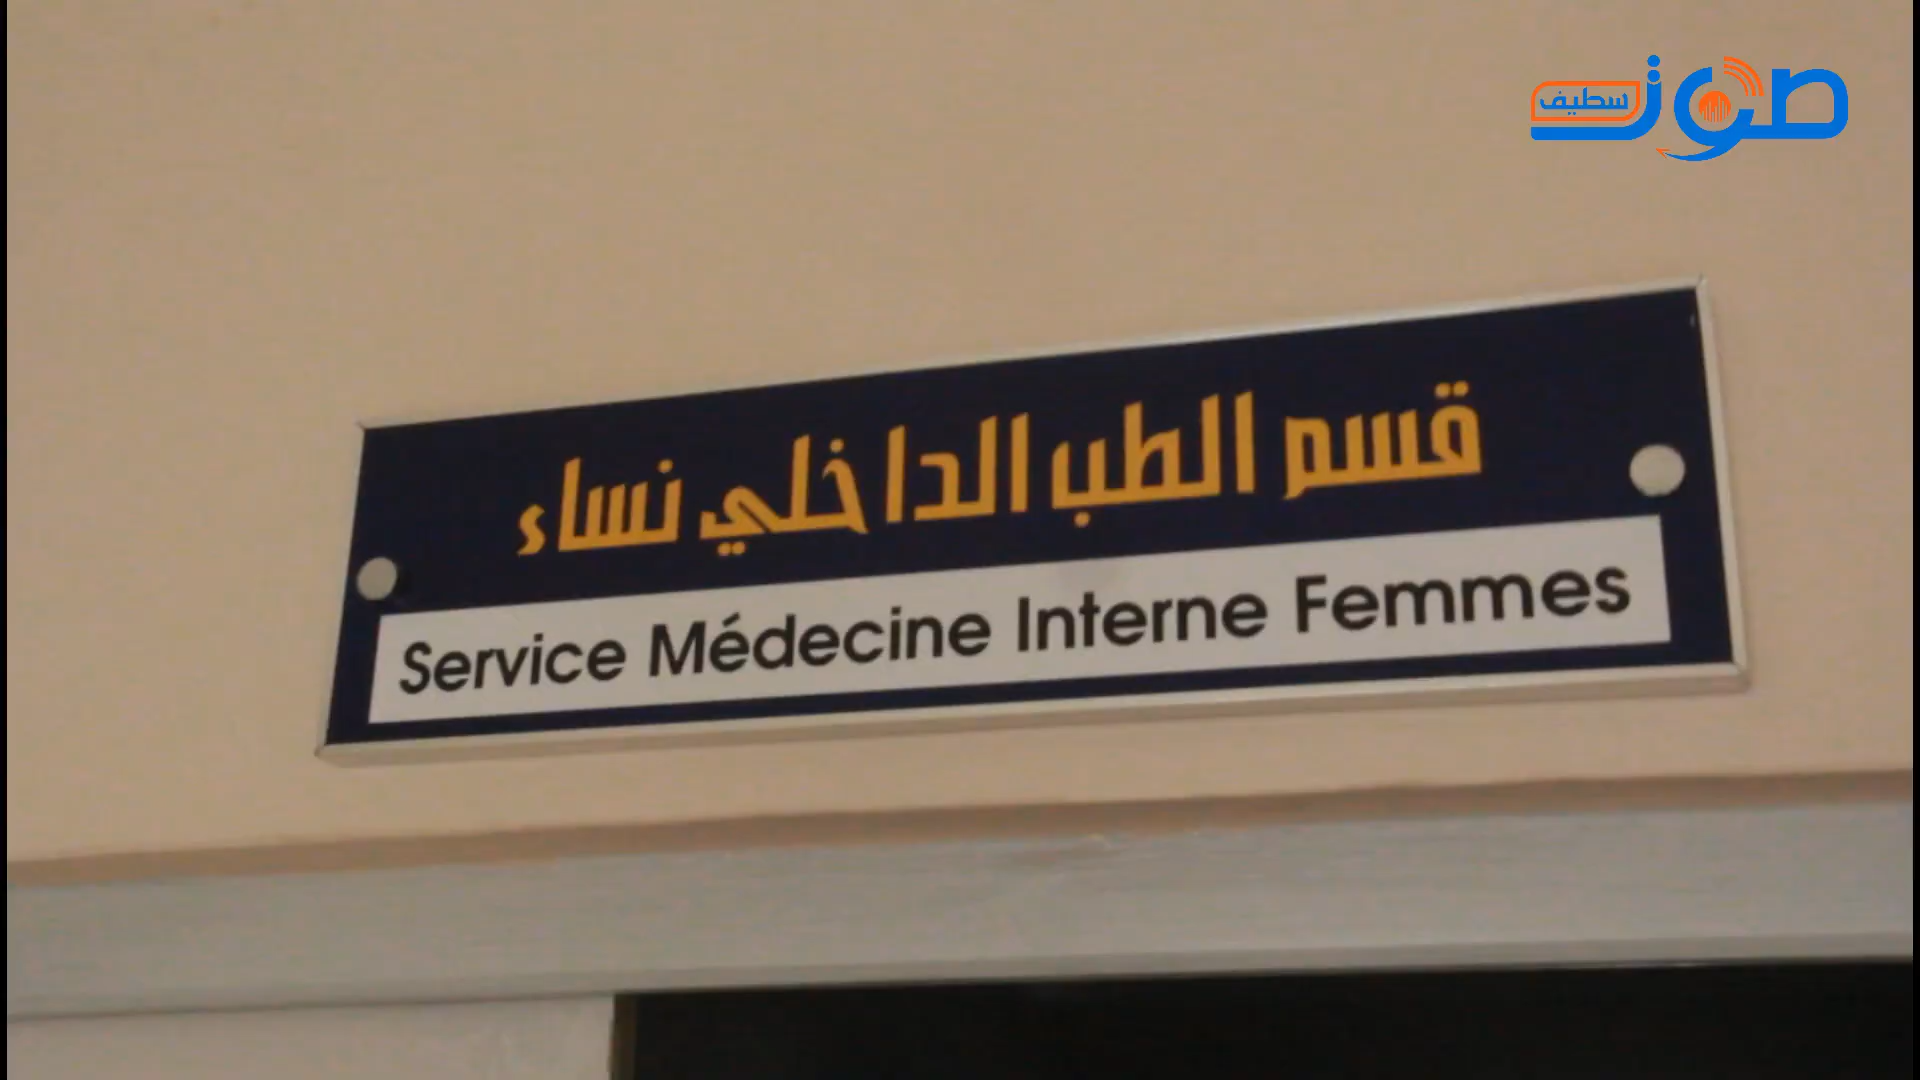 صوت سطيف
قسم الطب الداخلي نساء
Service Médecine Interne Femmes